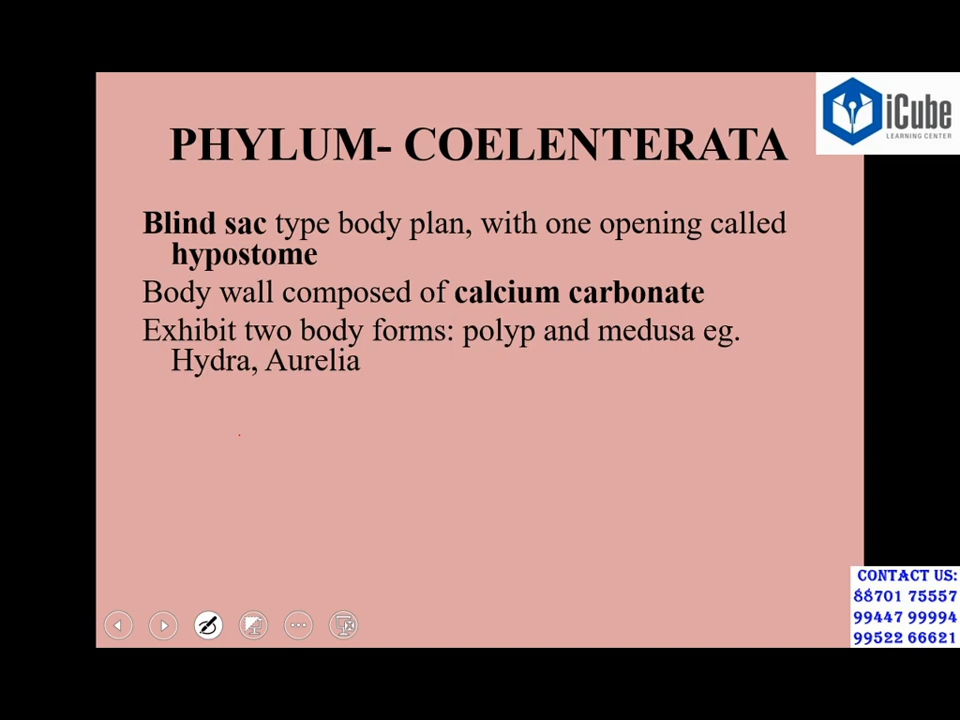 iCube
LEARNING CENTER
PHYLUM- COELENTERATA
Blind sac type body plan, with one opening called
hypostome
Body wall composed of calcium carbonate
Exhibit two body forms: polyp and medusa eg.
Hydra, Aurelia
CONTACT US:
88701 75557
99447 99994
99522 66621